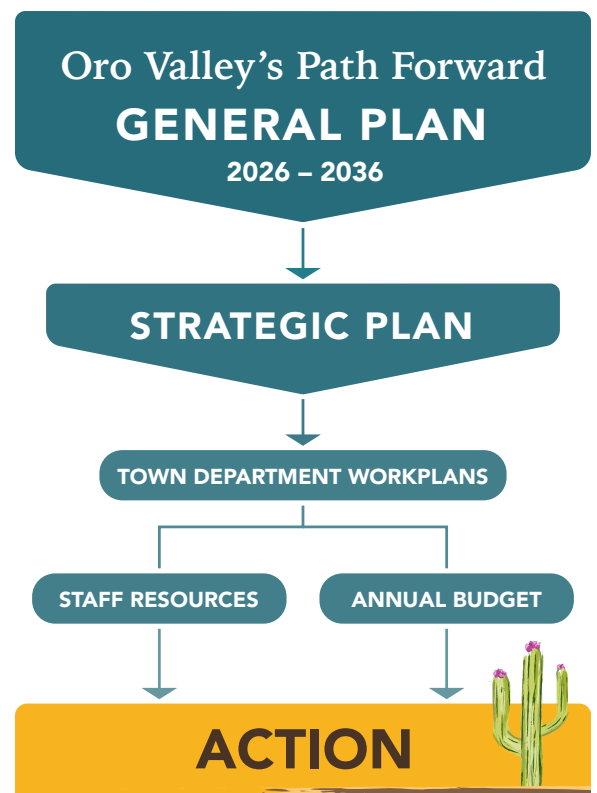 Oro Valley’s Path Forward
GENERAL PLAN
2026 – 2036
STRATEGIC PLAN
TOWN DEPARTMENT WORKPLANS
STAFF RESOURCES
ANNUAL BUDGET
ACTION